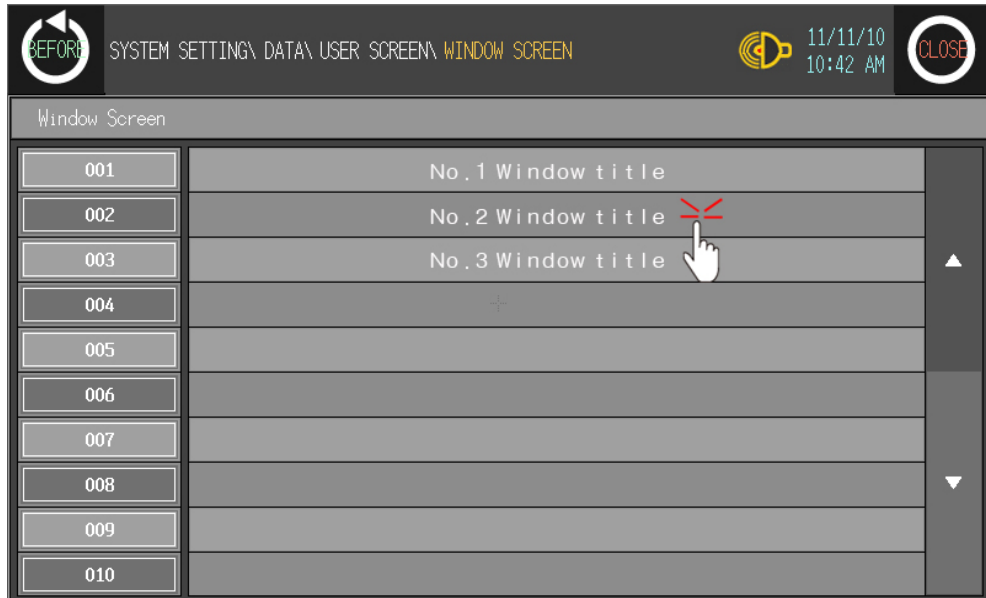 BEFORE
SYSTEM SETTING\ DATA\ USER SCREEN\ WINDOW SCREEN
11/11/10
10:42 AM
CLOSE
Window Screen
001 No.1 Window title
002 No.2 Window title
003 No.3 Window title
004
005
006
007
008
009
010